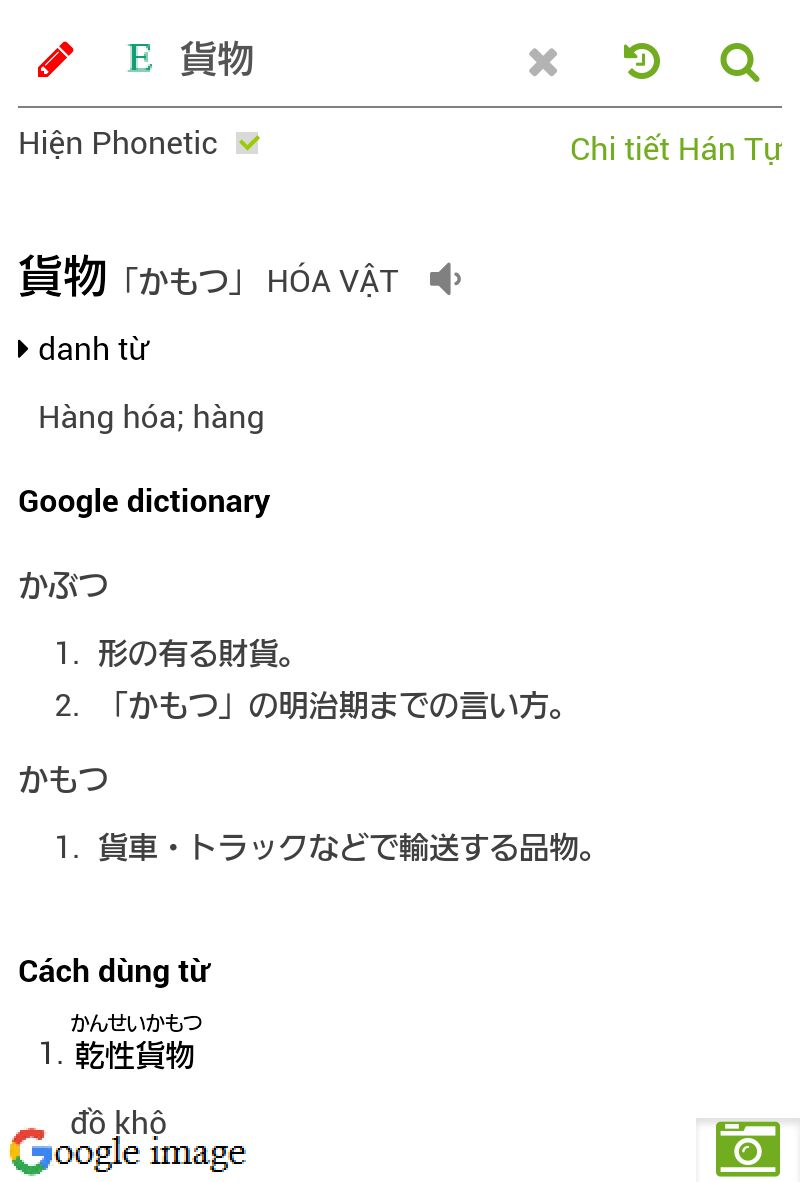 E 貨物
Hiện Phonetic
Chi tiết Hán Tự
貨物「かもつ」 HÓA VẬT
danh từ
Hàng hóa; hàng
Google dictionary
かぶつ
1. 形の有る財貨。
2. 「かもつ」の明治期までの言い方。
かもつ
1. 貨車・トラックなどで輸送する品物。
Cách dùng từ
かんせいかもつ
1. 乾性貨物
đồ khô
Google image